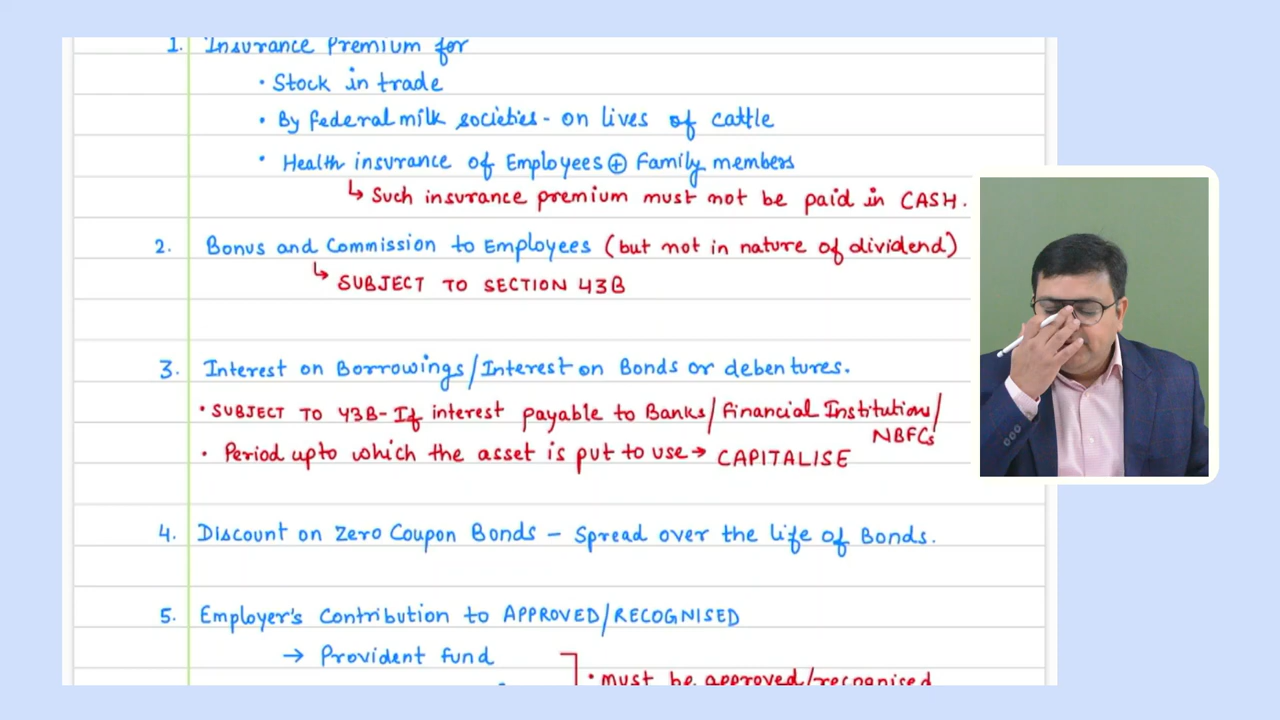 1. Insurance Premium for
• Stock in trade
• By federal milk societies - on lives of cattle
• Health insurance of Employees ⊕ Family members
↳ Such insurance premium must not be paid in CASH.
2. Bonus and Commission to Employees (but not in nature of dividend)
↳ SUBJECT TO SECTION 43B
3. Interest on Borrowings/Interest on Bonds or debentures.
• SUBJECT TO 43B - If interest payable to Banks/Financial Institutions/
NBFCs
• Period upto which the asset is put to use → CAPITALISE
4. Discount on Zero Coupon Bonds – Spread over the life of Bonds.
5. Employer's Contribution to APPROVED/RECOGNISED
→ Provident fund
• must be approved/recognised